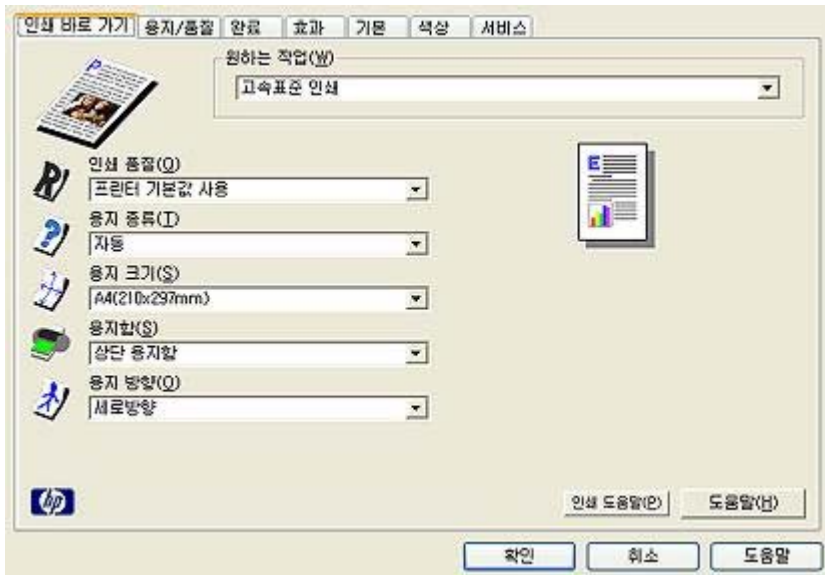 인쇄 바로 가기 용지/품질 완료 효과 기본 색상 서비스
원하는 작업(W)
고속표준 인쇄
인쇄 품질(Q)
프린터 기본값 사용
용지 종류(T)
자동
용지 크기(S)
A4(210x297mm)
용지함(S)
상단 용지함
용지 방향(O)
세로방향
hp
인쇄 도움말(P) 도움말(H)
확인 취소 도움말